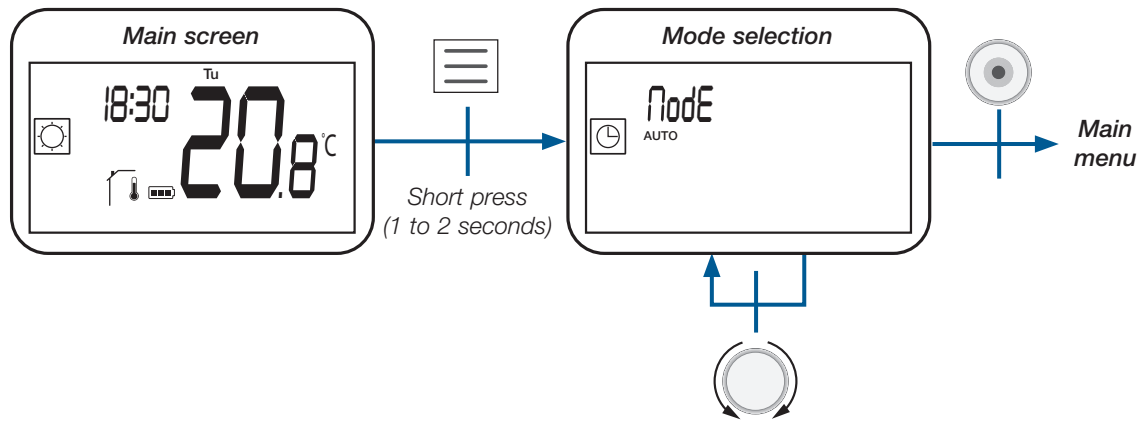 Main screen
Tu
18:30
20.8°C
Short press
(1 to 2 seconds)
Mode selection
ModE
AUTO
Main
menu